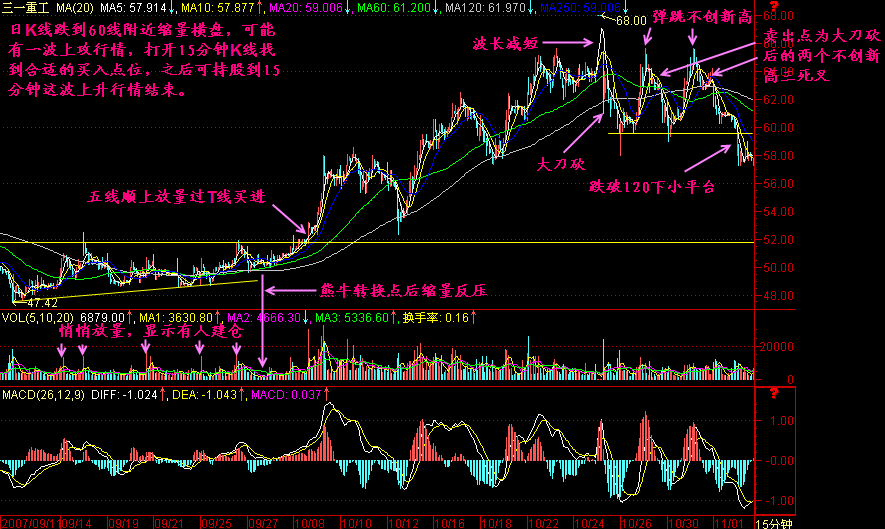 三一重工 MA(20) MA5: 57.914↓, MA10: 57.877↑, MA20: 59.006↓, MA60: 61.200↓, MA120: 61.970↓, MA250: 59.006↓
?
68.00
68.00
日K线跌到60线附近缩量横盘,可能
有一波上攻行情,打开15分钟K线找
到合适的买入点位,之后可持股到15
分钟这波上升行情结束。
波长减短
弹跳不创新高
卖出点为大刀砍
后的两个不创新
高三死叉
66.00
64.00
62.00
60.00
58.00
56.00
54.00
52.00
50.00
48.00
大刀砍
跌破120下小平台
五线顺上放量过T线买进
熊牛转换点后缩量反压
47.42
VOL(5,10,20) 6879.00↑, MA1: 3630.80↑, MA2: 4666.30↓, MA3: 5336.60↑, 换手率: 0.16↑
悄悄放量,显示有人建仓
20000
0
MACD(26,12,9) DIFF: -1.024↑, DEA: -1.043↑, MACD: 0.037↑
?
1.00
0.00
-1.00
2007/09/11 09/14 09/19 09/21 09/25 09/27 10/08 10/10 10/12 10/16 10/18 10/22 10/24 10/26 10/30 11/01 15分钟